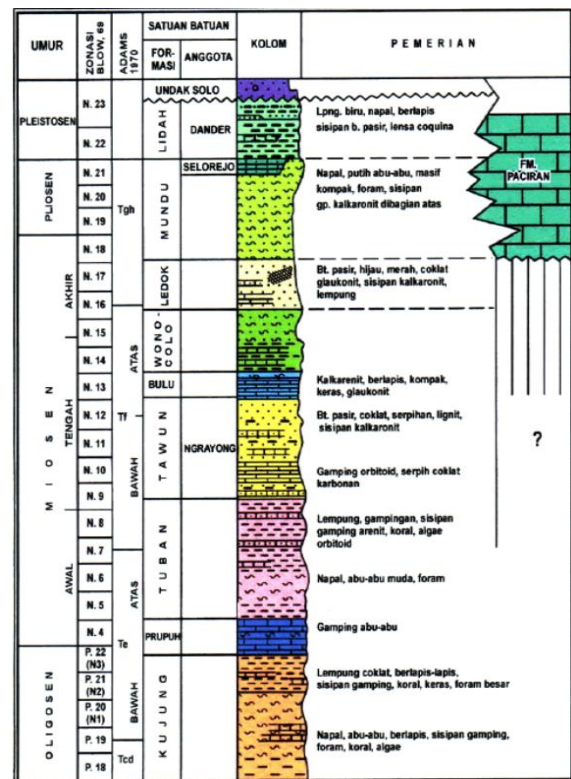 UMUR
ZONASI
BLOW, 69
ADAMS
1970
SATUAN BATUAN
FOR-
MASI
ANGGOTA
KOLOM
PEMERIAN
PLEISTOSEN
PLIOSEN
MIOSEN
AKHIR
TENGAH
AWAL
OLIGOSEN
N. 23
N. 22
N. 21
N. 20
N. 19
N. 18
N. 17
N. 16
N. 15
N. 14
N. 13
N. 12
N. 11
N. 10
N. 9
N. 8
N. 7
N. 6
N. 5
N. 4
P. 22
(N3)
P. 21
(N2)
P. 20
(N1)
P. 19
P. 18
Tgh
ATAS
Tf
BAWAH
ATAS
Te
BAWAH
Tcd
UNDAK SOLO
LIDAH
DANDER
SELOREJO
MUNDU
LEDOK
WONO-
COLO
BULU
TAWUN
NGRAYONG
TUBAN
PRUPUH
KUJUNG
Lpng. biru, napal, berlapis
sisipan b. pasir, lensa coquina
Napal, putih abu-abu, masif
kompak, foram, sisipan
gp. kalkaronit dibagian atas
FM.
PACIRAN
Bt. pasir, hijau, merah, coklat
glaukonit, sisipan kalkaronit,
lempung
Kalkarenit, berlapis, kompak,
keras, glaukonit
Bt. pasir, coklat, serpihan, lignit,
sisipan kalkaronit
?
Gamping orbitoid, serpih coklat
karbonan
Lempung, gampingan, sisipan
gamping arenit, koral, algae
orbitoid
Napal, abu-abu muda, foram
Gamping abu-abu
Lempung coklat, berlapis-lapis,
sisipan gamping, koral, keras, foram besar
Napal, abu-abu, berlapis, sisipan gamping,
foram, koral, algae